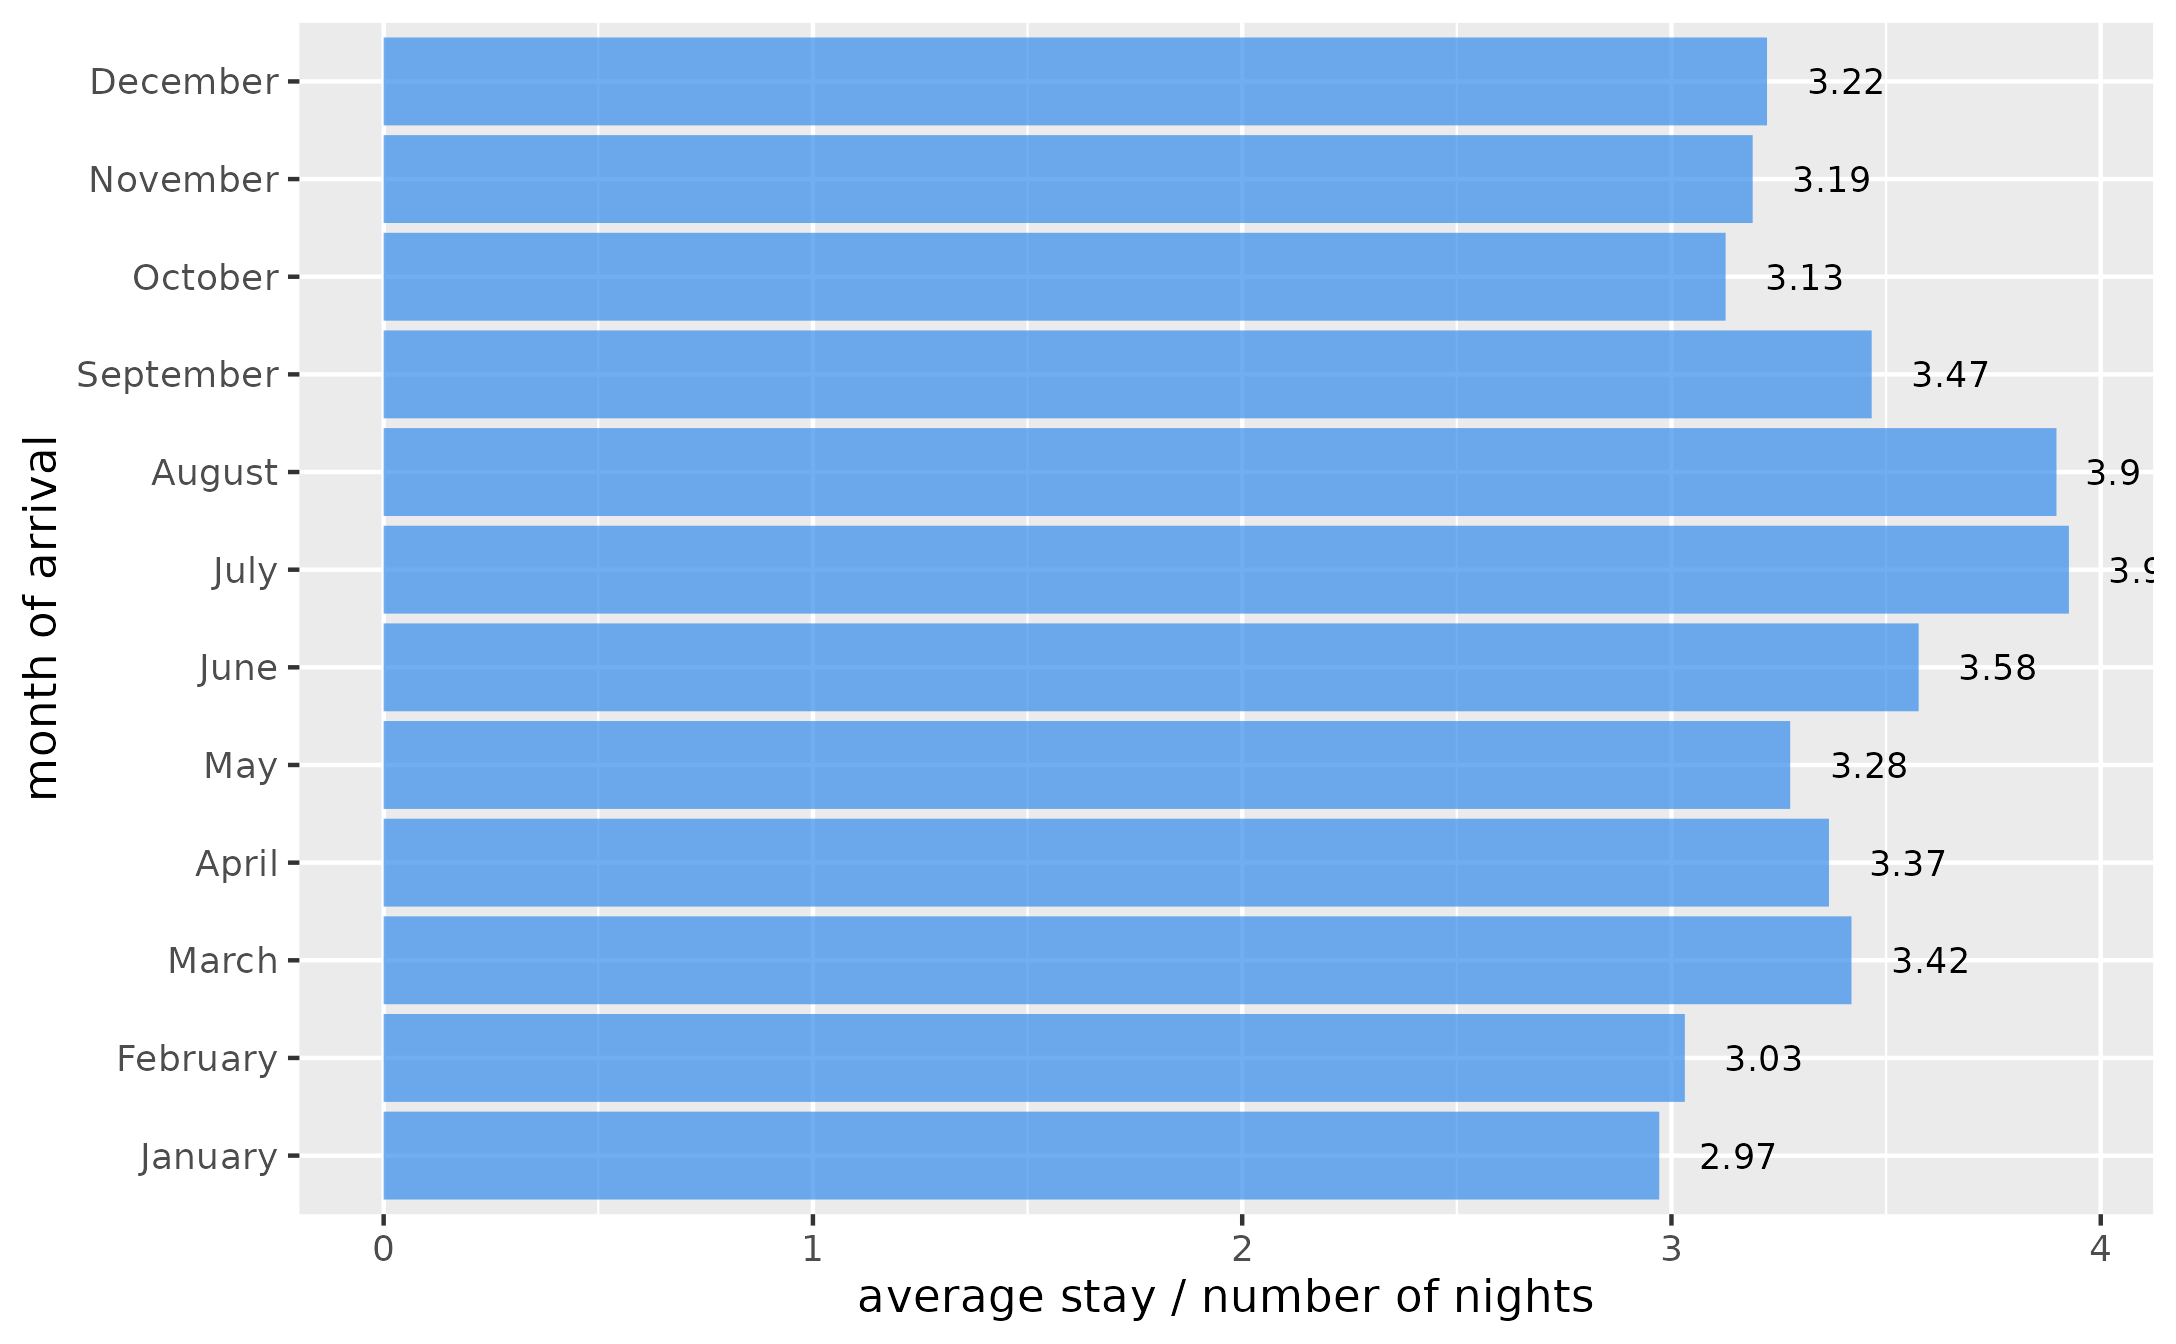 December 3.22
November 3.19
October 3.13
September 3.47
August 3.9
July
June 3.58
May 3.28
April 3.37
March 3.42
February 3.03
January 2.97
0 1 2 3 4
average stay / number of nights
month of arrival